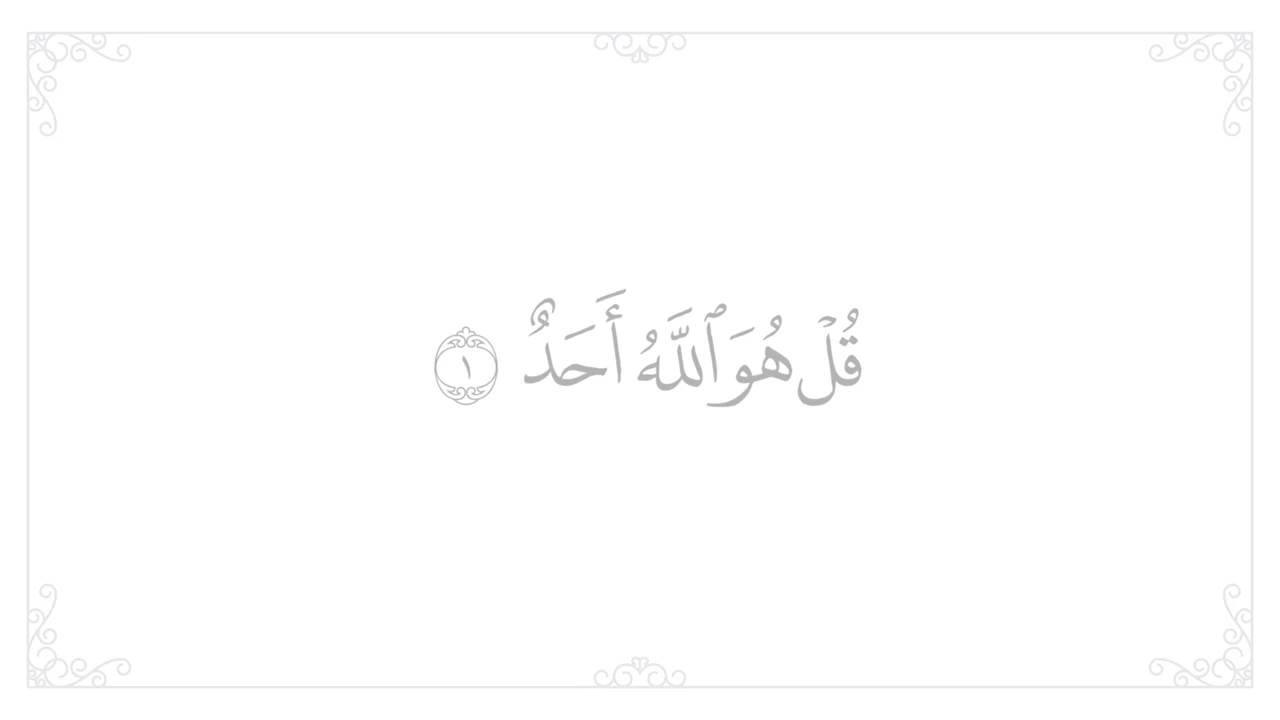 قُلۡ هُوَ ٱللَّهُ أَحَدٌ ١